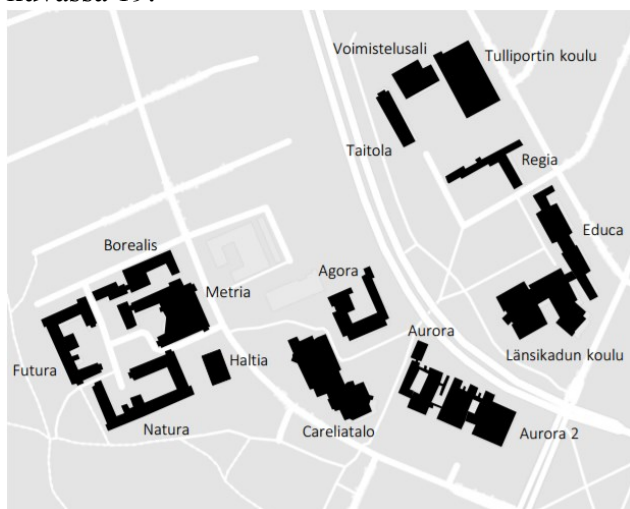 kuvassa 19.
Voimistelusali
Tulliportin koulu
Taitola
Regia
Educa
Borealis
Agora
Metria
Aurora
Länsikadun koulu
Futura
Haltia
Natura
Careliatalo
Aurora 2